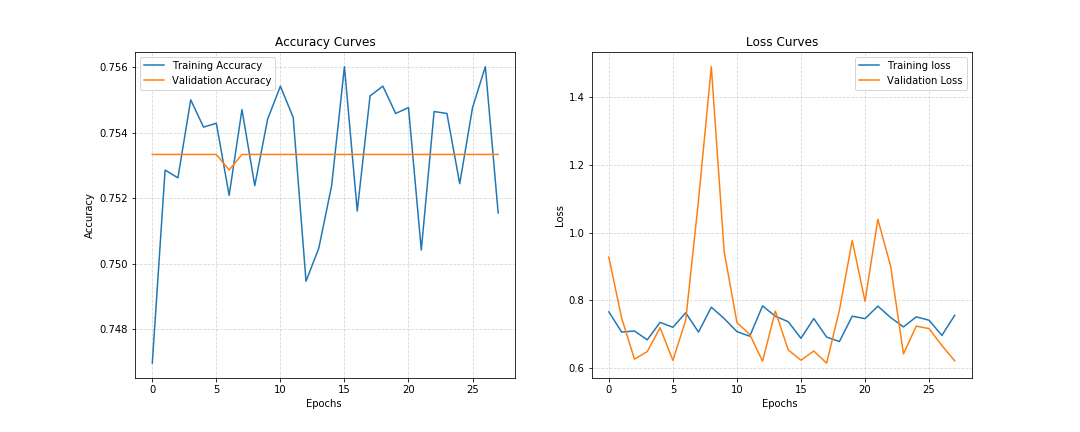 Accuracy Curves
Training Accuracy
Validation Accuracy
0.756
0.754
0.752
0.750
0.748
Accuracy
0 5 10 15 20 25
Epochs
Loss Curves
Training loss
Validation Loss
1.4
1.2
1.0
0.8
0.6
Loss
0 5 10 15 20 25
Epochs